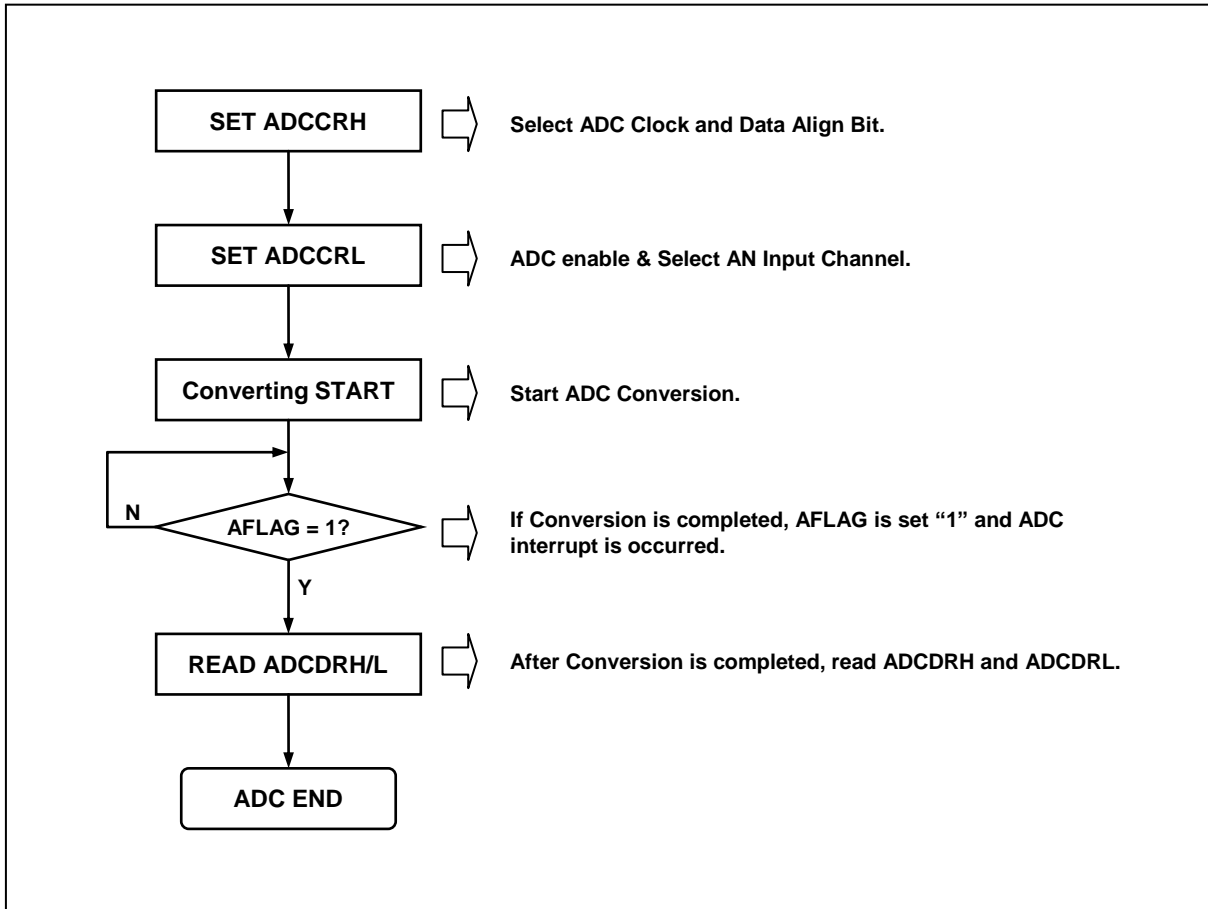 SET ADCCRH
Select ADC Clock and Data Align Bit.
SET ADCCRL
ADC enable & Select AN Input Channel.
Converting START
Start ADC Conversion.
N
AFLAG = 1?
If Conversion is completed, AFLAG is set “1” and ADC
interrupt is occurred.
Y
READ ADCDRH/L
After Conversion is completed, read ADCDRH and ADCDRL.
ADC END